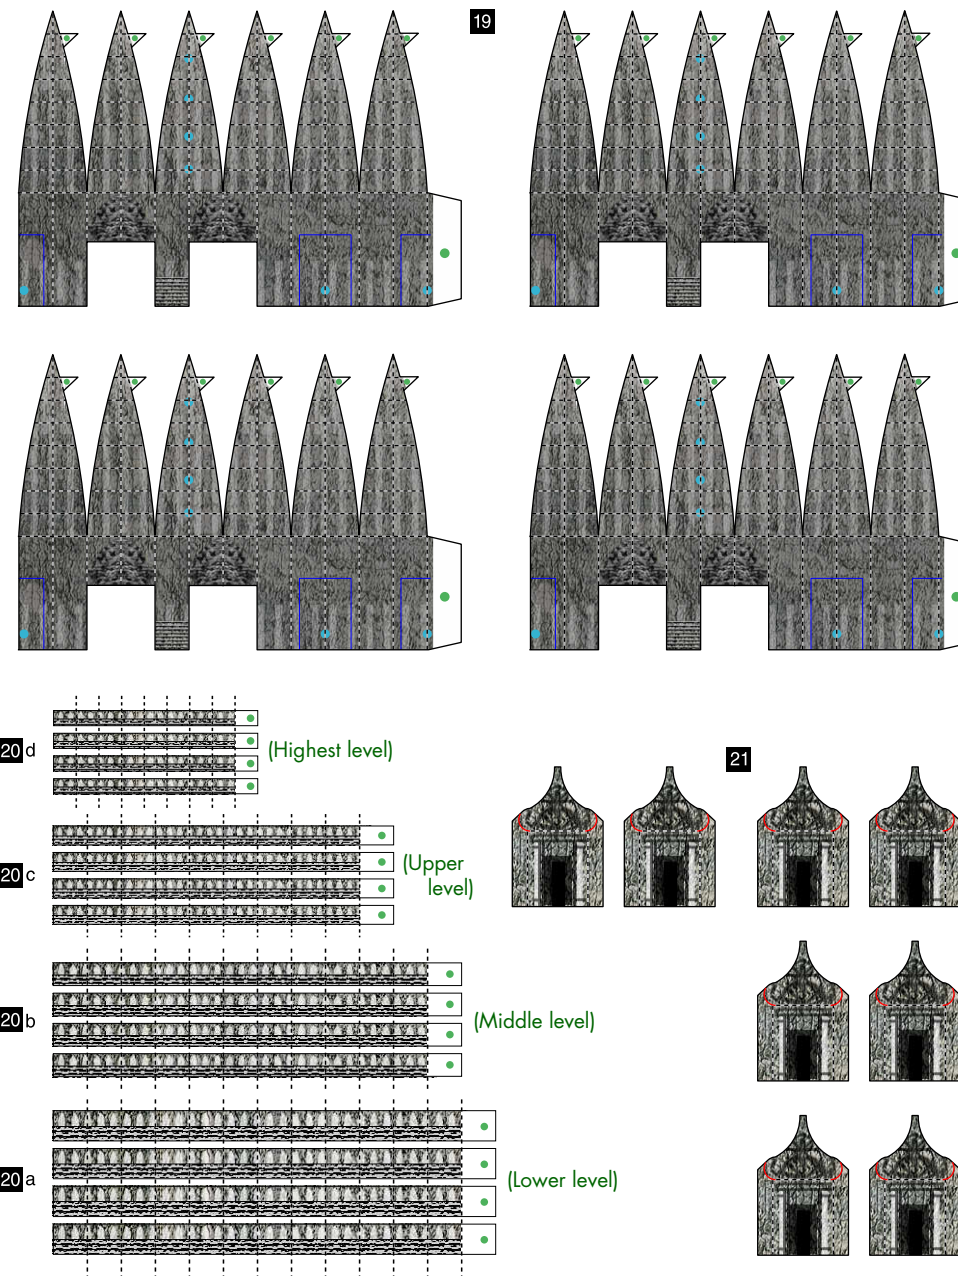 19
20 d
(Highest level)
21
20 c
(Upper
level)
20 b
(Middle level)
20 a
(Lower level)